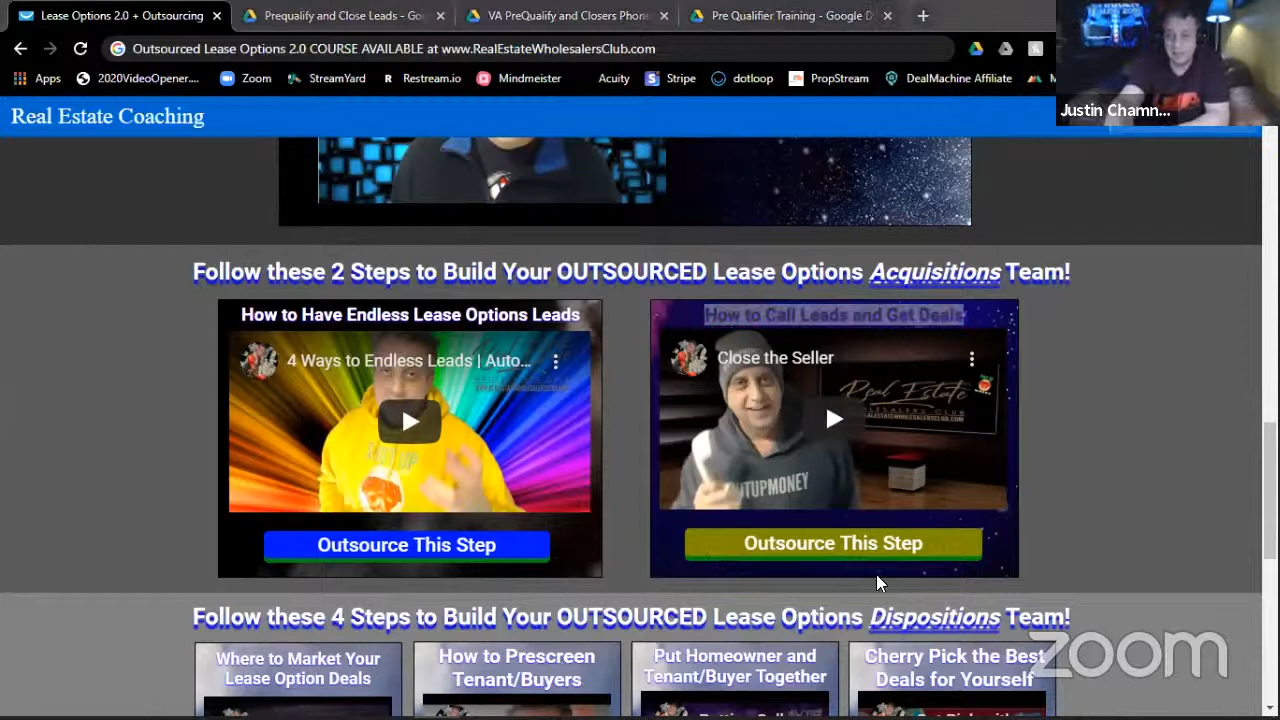 Lease Options 2.0 + Outsourcing
Prequalify and Close Leads - Go
VA PreQualify and Closers Phon
Pre Qualifier Training - Google D
Outsourced Lease Options 2.0 COURSE AVAILABLE at www.RealEstateWholesalersClub.com
Apps
2020VideoOpener....
Zoom
StreamYard
Restream.io
Mindmeister
Acuity
Stripe
dotloop
PropStream
DealMachine Affiliate
M
Justin Chamn...
Real Estate Coaching
Follow these 2 Steps to Build Your OUTSOURCED Lease Options Acquisitions Team!
How to Have Endless Lease Options Leads
4 Ways to Endless Leads | Auto...
Outsource This Step
How to Call Leads and Get Deals
Close the Seller
Real Estate
OUTUPMONEY
Outsource This Step
Follow these 4 Steps to Build Your OUTSOURCED Lease Options Dispositions Team!
Where to Market Your
Lease Option Deals
How to Prescreen
Tenant/Buyers
Put Homeowner and
Tenant/Buyer Together
Cherry Pick the Best
Deals for Yourself
zoom